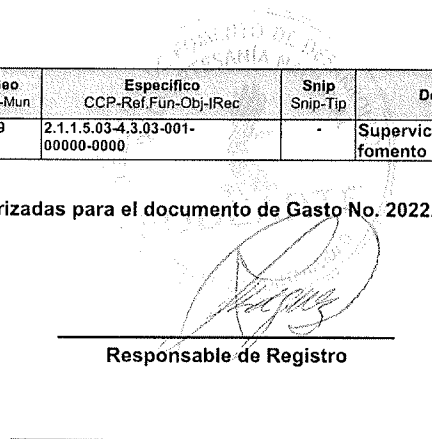 eo Especifico Snip De
-Mun CCP-Ref.Fun-Obj-IRec Snip-Tip
9 2.1.1.5.03-4.3.03-001- - Supervic
00000-0000 fomento
rizadas para el documento de Gasto No. 2022.
Responsable de Registro